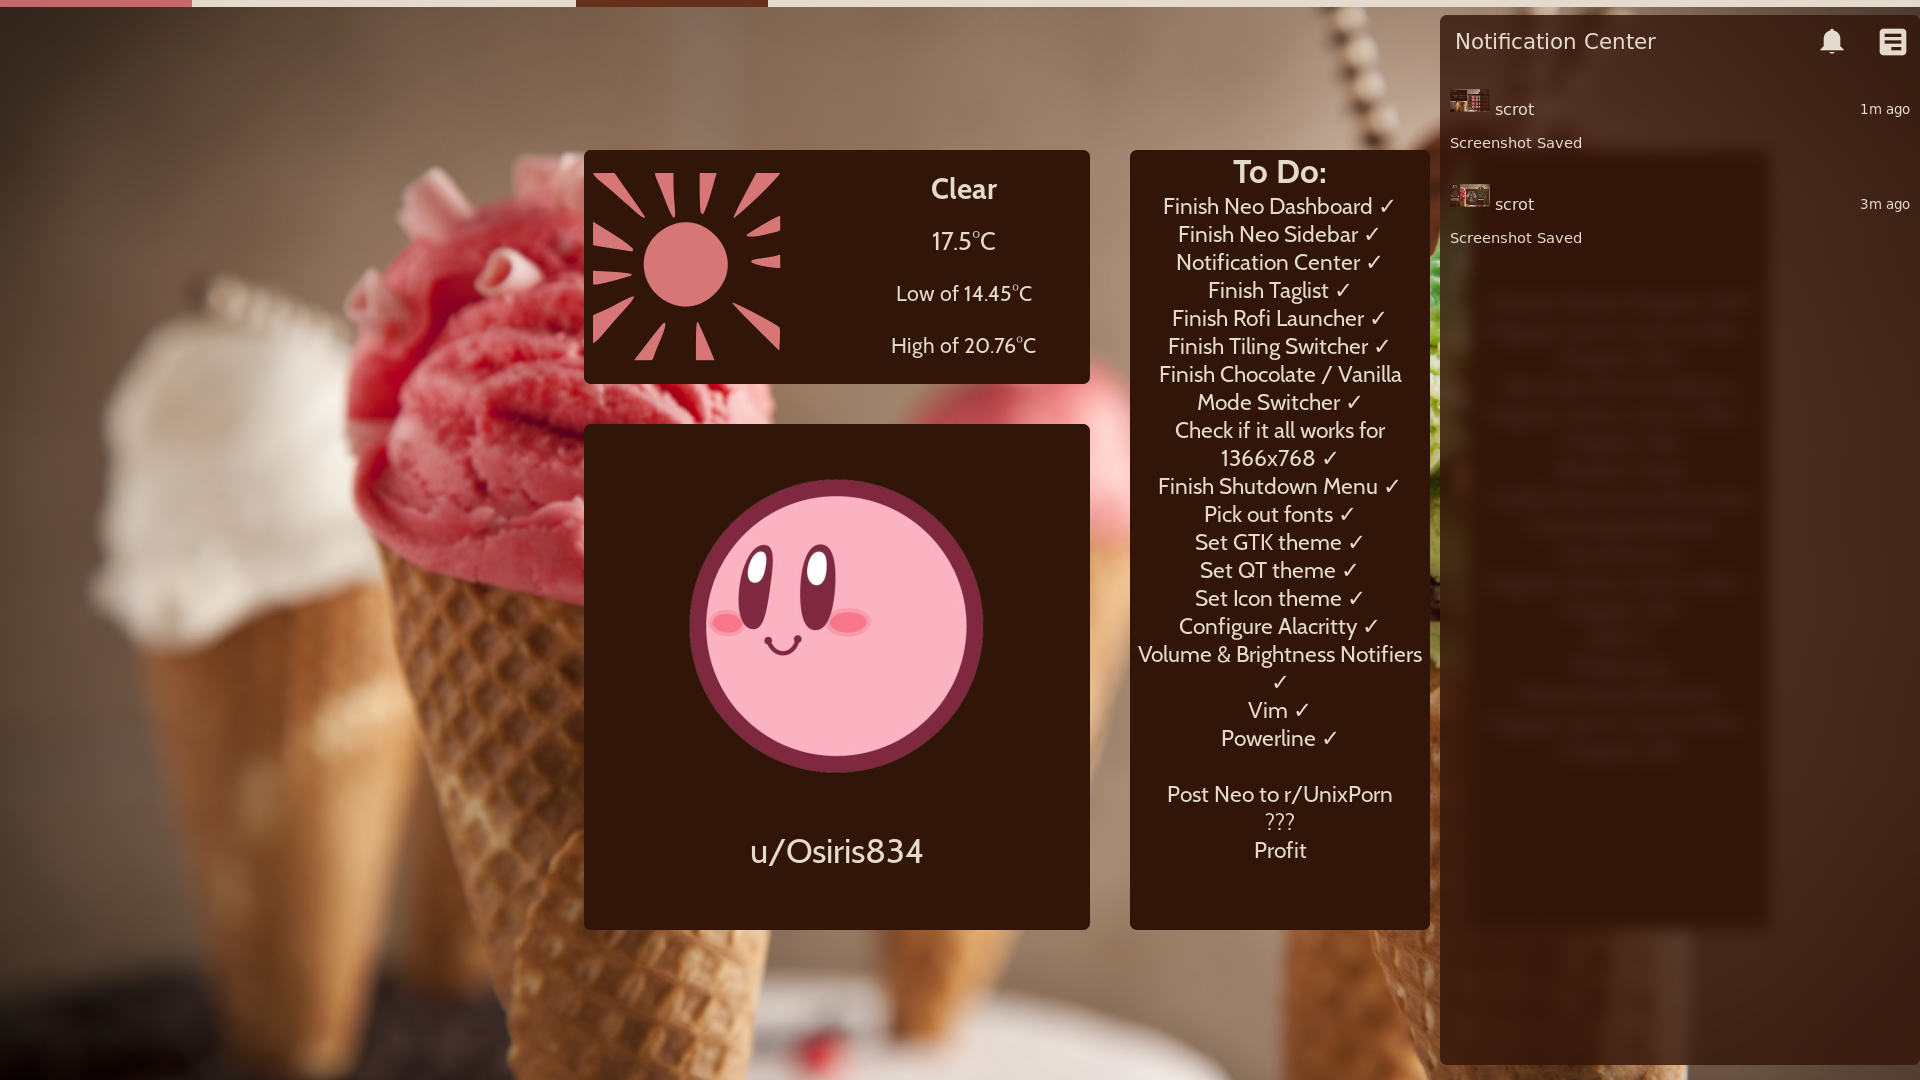 Clear
17.5°C
Low of 14.45°C
High of 20.76°C
u/Osiris834
To Do:
Finish Neo Dashboard ✓
Finish Neo Sidebar ✓
Notification Center ✓
Finish Taglist ✓
Finish Rofi Launcher ✓
Finish Tiling Switcher ✓
Finish Chocolate / Vanilla
Mode Switcher ✓
Check if it all works for
1366x768 ✓
Finish Shutdown Menu ✓
Pick out fonts ✓
Set GTK theme ✓
Set QT theme ✓
Set Icon theme ✓
Configure Alacritty ✓
Volume & Brightness Notifiers
✓
Vim ✓
Powerline ✓
Post Neo to r/UnixPorn
???
Profit
Notification Center
scrot 1m ago
Screenshot Saved
scrot 3m ago
Screenshot Saved